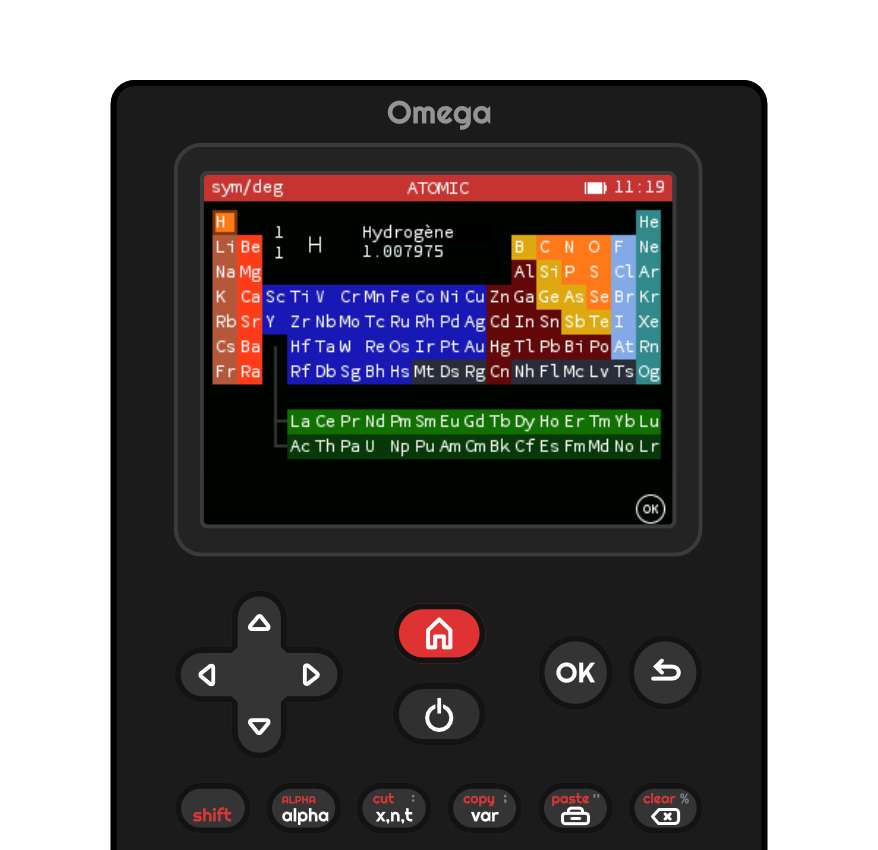 Omega
sym/deg ATOMIC 11:19
H He
1 Hydrogène
1 H 1.007975
Li Be B C N O F Ne
Na Mg Al Si P S Cl Ar
K Ca Sc Ti V Cr Mn Fe Co Ni Cu Zn Ga Ge As Se Br Kr
Rb Sr Y Zr Nb Mo Tc Ru Rh Pd Ag Cd In Sn Sb Te I Xe
Cs Ba Hf Ta W Re Os Ir Pt Au Hg Tl Pb Bi Po At Rn
Fr Ra Rf Db Sg Bh Hs Mt Ds Rg Cn Nh Fl Mc Lv Ts Og
La Ce Pr Nd Pm Sm Eu Gd Tb Dy Ho Er Tm Yb Lu
Ac Th Pa U Np Pu Am Cm Bk Cf Es Fm Md No Lr
OK
OK
ALPHA cut : copy ; paste " clear %
shift alpha x,n,t var